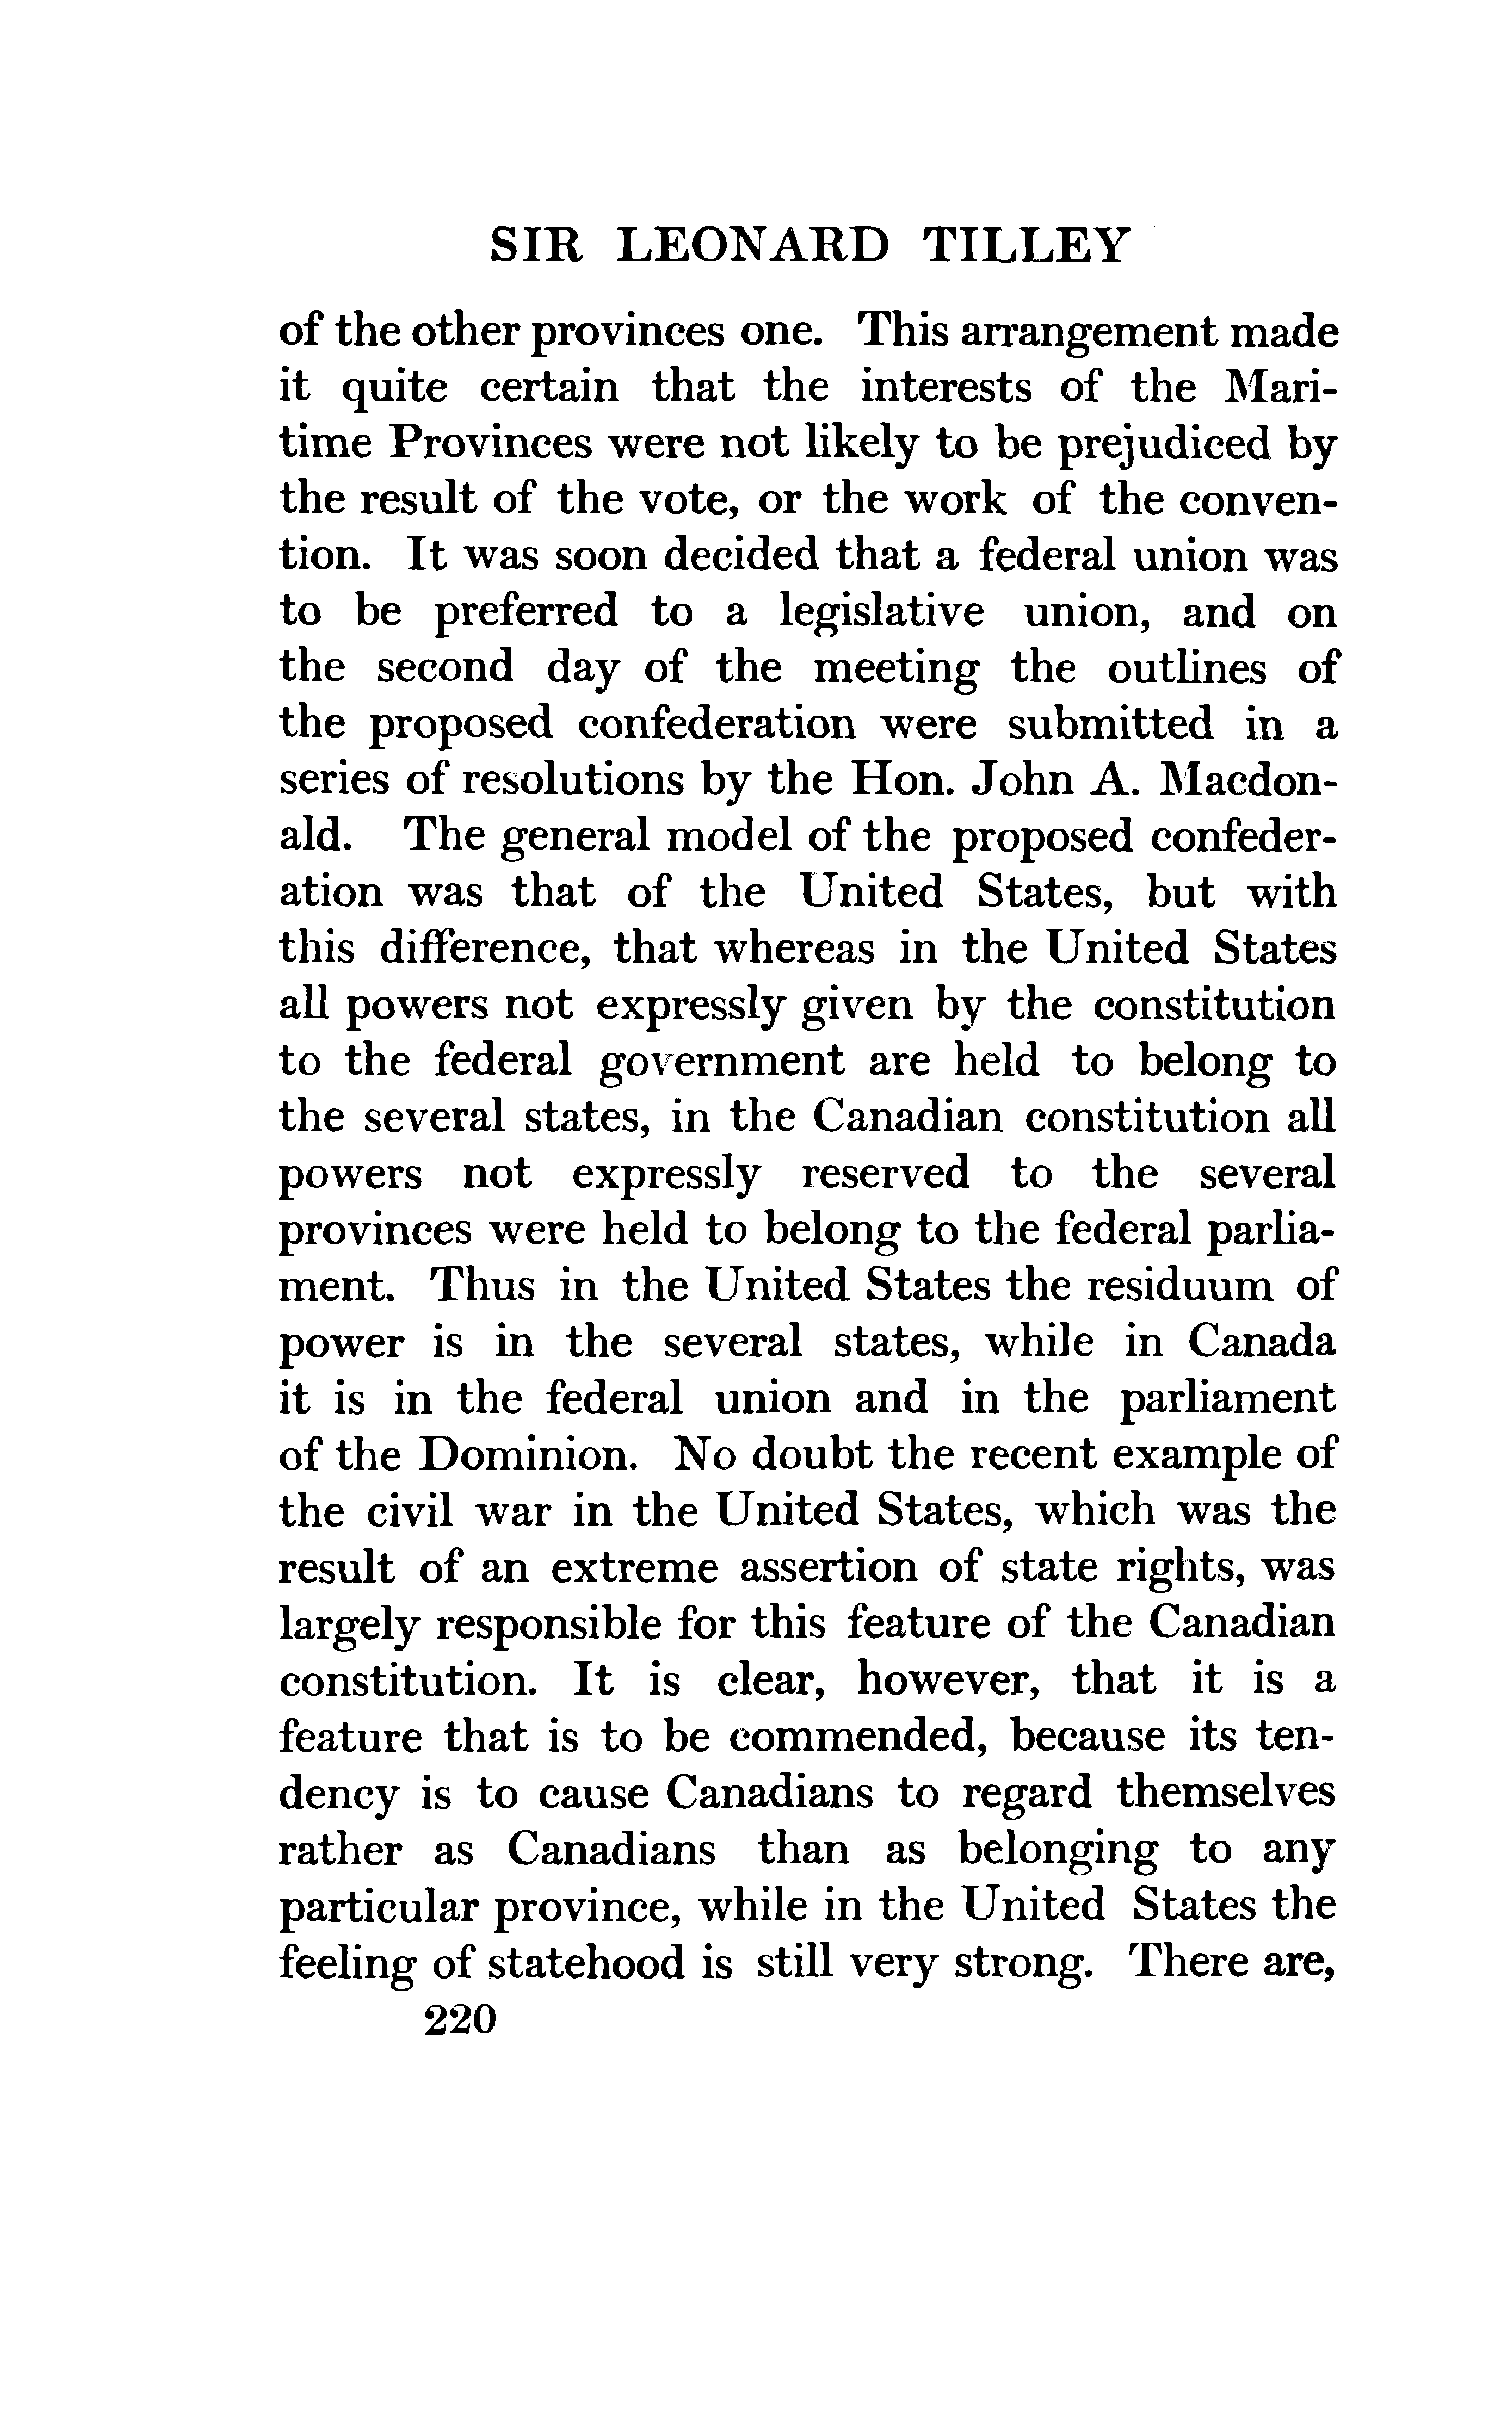 SIR LEONARD TILLEY
of the other provinces one. This arrangement made
it quite certain that the interests of the Mari-
time Provinces were not likely to be prejudiced by
the result of the vote, or the work of the conven-
tion. It was soon decided that a federal union was
to be preferred to a legislative union, and on
the second day of the meeting the outlines of
the proposed confederation were submitted in a
series of resolutions by the Hon. John A. Macdon-
ald. The general model of the proposed confeder-
ation was that of the United States, but with
this difference, that whereas in the United States
all powers not expressly given by the constitution
to the federal government are held to belong to
the several states, in the Canadian constitution all
powers not expressly reserved to the several
provinces were held to belong to the federal parlia-
ment. Thus in the United States the residuum of
power is in the several states, while in Canada
it is in the federal union and in the parliament
of the Dominion. No doubt the recent example of
the civil war in the United States, which was the
result of an extreme assertion of state rights, was
largely responsible for this feature of the Canadian
constitution. It is clear, however, that it is a
feature that is to be commended, because its ten-
dency is to cause Canadians to regard themselves
rather as Canadians than as belonging to any
particular province, while in the United States the
feeling of statehood is still very strong. There are,
220